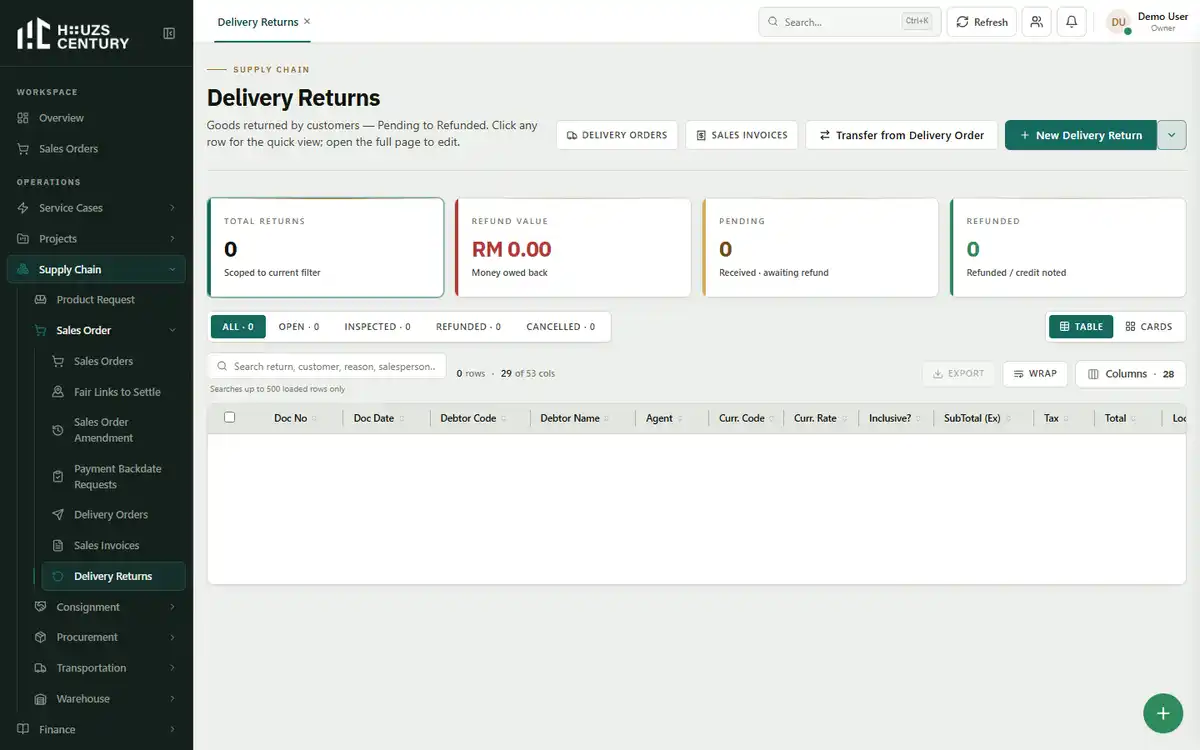 HOUZS
CENTURY
WORKSPACE
Overview
Sales Orders
OPERATIONS
Service Cases
Projects
Supply Chain
Product Request
Sales Order
Sales Orders
Fair Links to Settle
Sales Order
Amendment
Payment Backdate
Requests
Delivery Orders
Sales Invoices
Delivery Returns
Consignment
Procurement
Transportation
Warehouse
Finance
Delivery Returns ×
Search... Ctrl+K
Refresh
DU
Demo User
Owner
SUPPLY CHAIN
Delivery Returns
Goods returned by customers — Pending to Refunded. Click any
row for the quick view; open the full page to edit.
DELIVERY ORDERS
SALES INVOICES
Transfer from Delivery Order
+ New Delivery Return
TOTAL RETURNS
0
Scoped to current filter
REFUND VALUE
RM 0.00
Money owed back
PENDING
0
Received · awaiting refund
REFUNDED
0
Refunded / credit noted
ALL · 0 OPEN · 0 INSPECTED · 0 REFUNDED · 0 CANCELLED · 0
TABLE CARDS
Search return, customer, reason, salesperson..
0 rows · 29 of 53 cols
EXPORT
WRAP
Columns · 28
Searches up to 500 loaded rows only
Doc No Doc Date Debtor Code Debtor Name Agent Curr. Code Curr. Rate Inclusive? SubTotal (Ex) Tax Total Loc
+